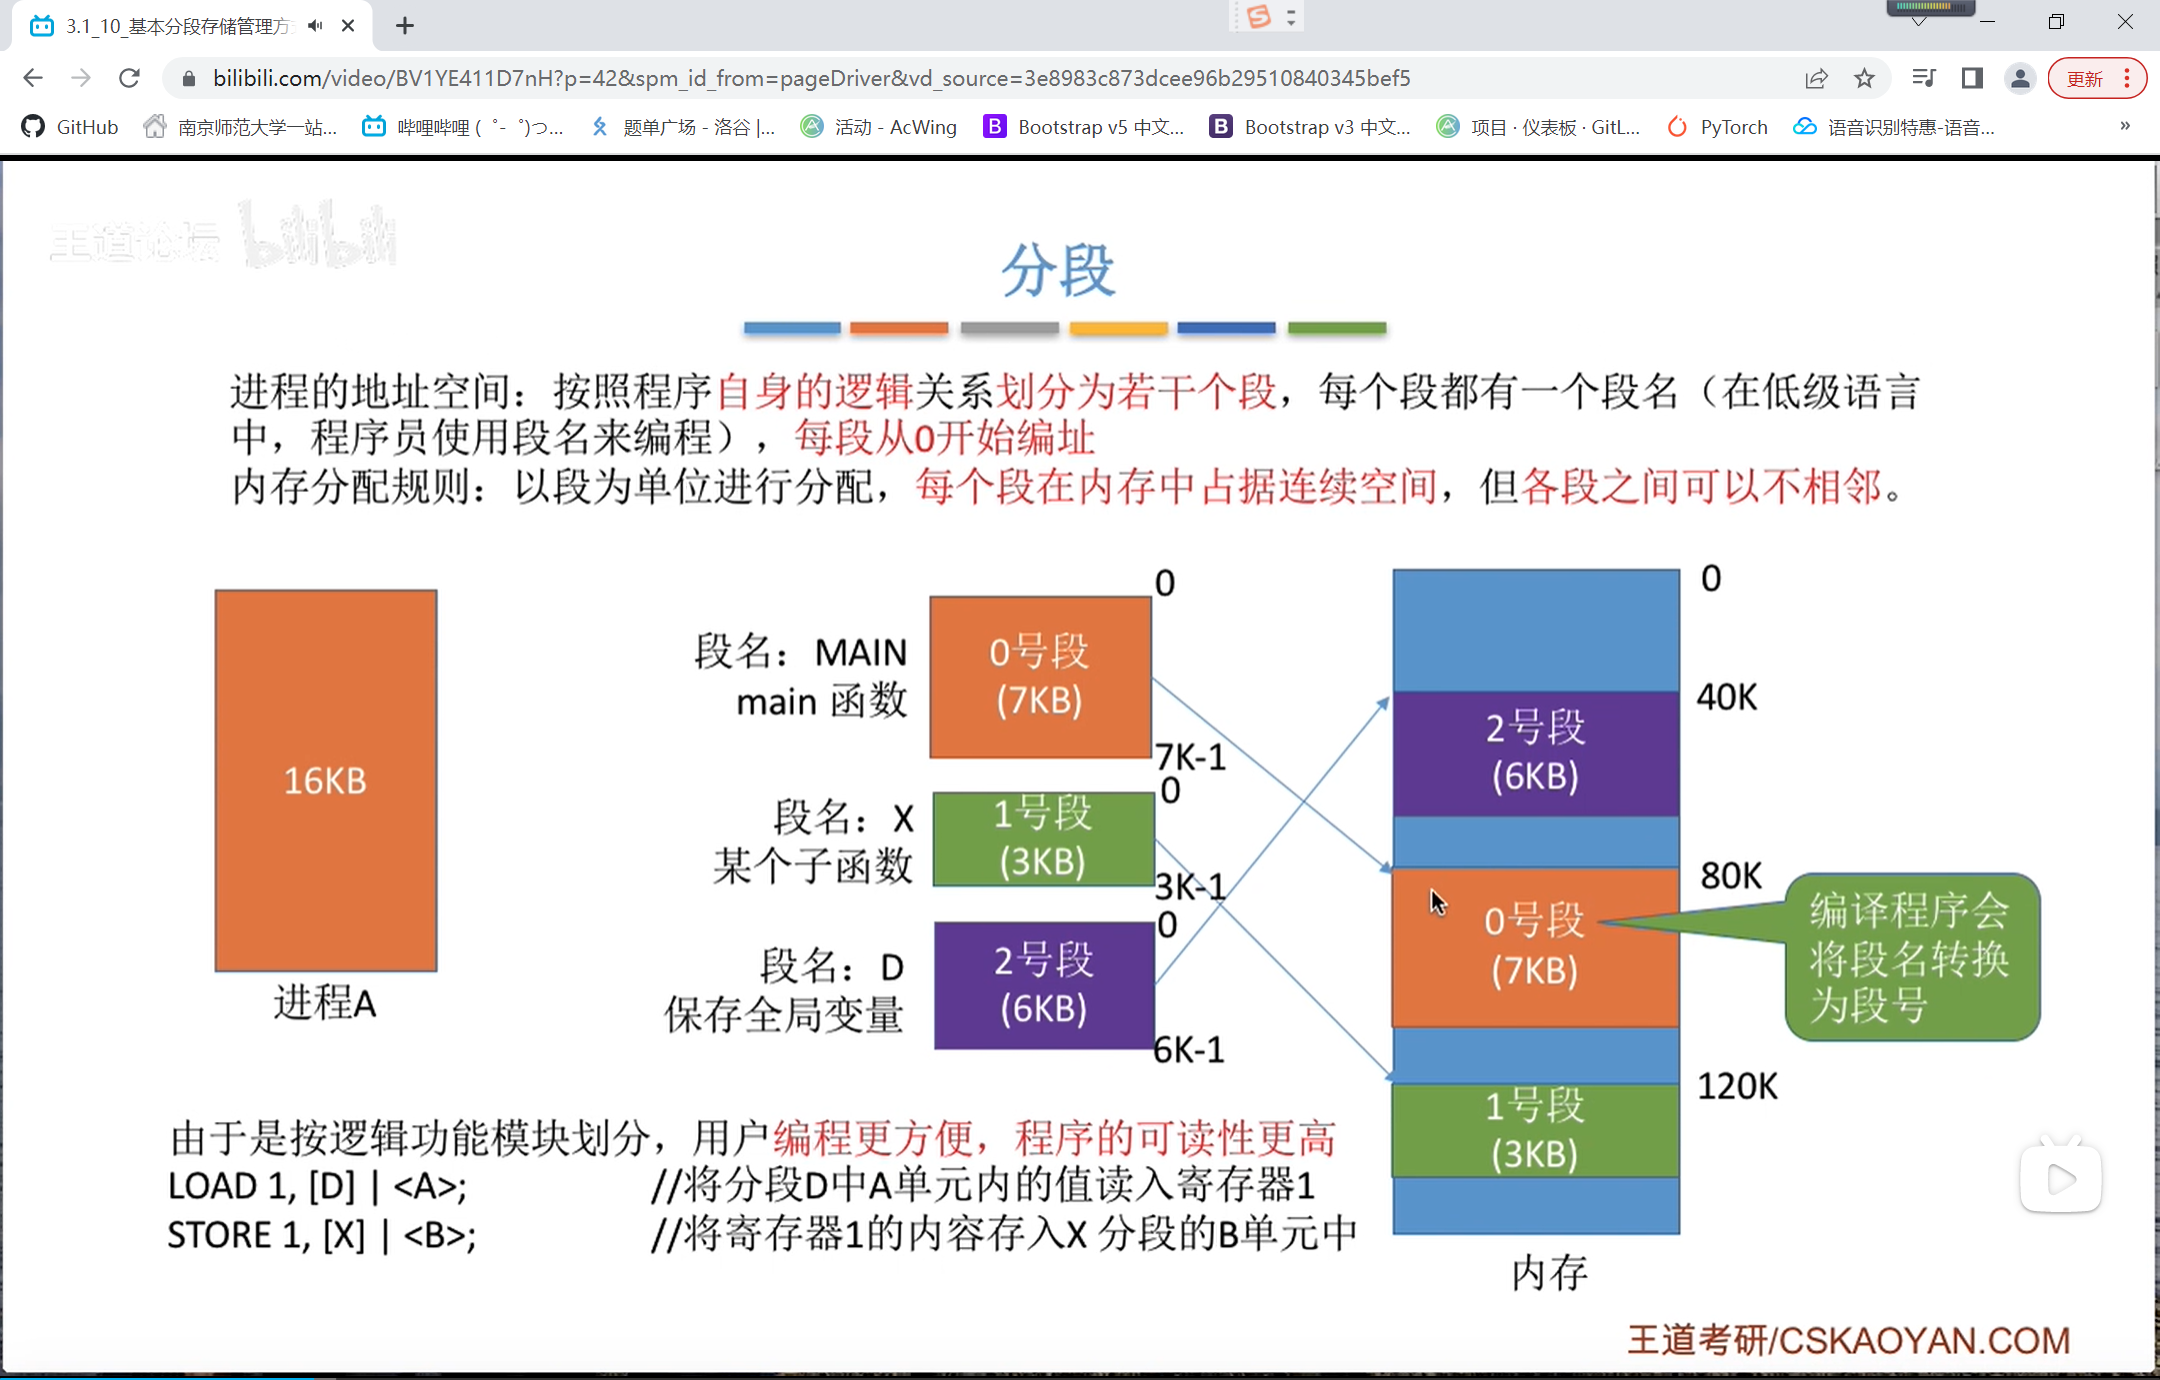 3.1_10_基本分段存储管理方
bilibili.com/video/BV1YE411D7nH?p=42&spm_id_from=pageDriver&vd_source=3e8983c873dcee96b29510840345bef5
更新
GitHub
南京师范大学一站...
哔哩哔哩 (゜-゜)つ...
题单广场 - 洛谷 |...
活动 - AcWing
Bootstrap v5 中文...
Bootstrap v3 中文...
项目 · 仪表板 · GitL...
PyTorch
语音识别特惠-语音...
»
王道论坛 bilibili
分段
进程的地址空间：按照程序自身的逻辑关系划分为若干个段，每个段都有一个段名（在低级语言
中，程序员使用段名来编程），每段从0开始编址
内存分配规则：以段为单位进行分配，每个段在内存中占据连续空间，但各段之间可以不相邻。
16KB
进程A
段名：MAIN
main 函数
0号段
(7KB)
0
7K-1
段名：X
某个子函数
1号段
(3KB)
0
3K-1
段名：D
保存全局变量
2号段
(6KB)
0
6K-1
0
40K
2号段
(6KB)
80K
0号段
(7KB)
编译程序会
将段名转换
为段号
120K
1号段
(3KB)
内存
由于是按逻辑功能模块划分，用户编程更方便，程序的可读性更高
LOAD 1, [D] | <A>; //将分段D中A单元内的值读入寄存器1
STORE 1, [X] | <B>; //将寄存器1的内容存入X 分段的B单元中
王道考研/CSKAOYAN.COM